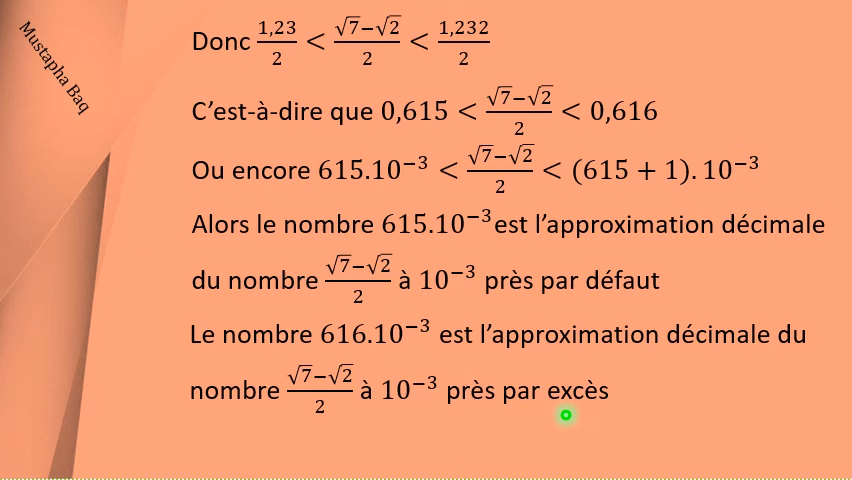 Mustapha Baq
Donc 1,23/2 < (√7−√2)/2 < 1,232/2
C’est-à-dire que 0,615 < (√7−√2)/2 < 0,616
Ou encore 615.10⁻³ < (√7−√2)/2 < (615 + 1). 10⁻³
Alors le nombre 615.10⁻³est l’approximation décimale
du nombre (√7−√2)/2 à 10⁻³ près par défaut
Le nombre 616.10⁻³ est l’approximation décimale du
nombre (√7−√2)/2 à 10⁻³ près par excès